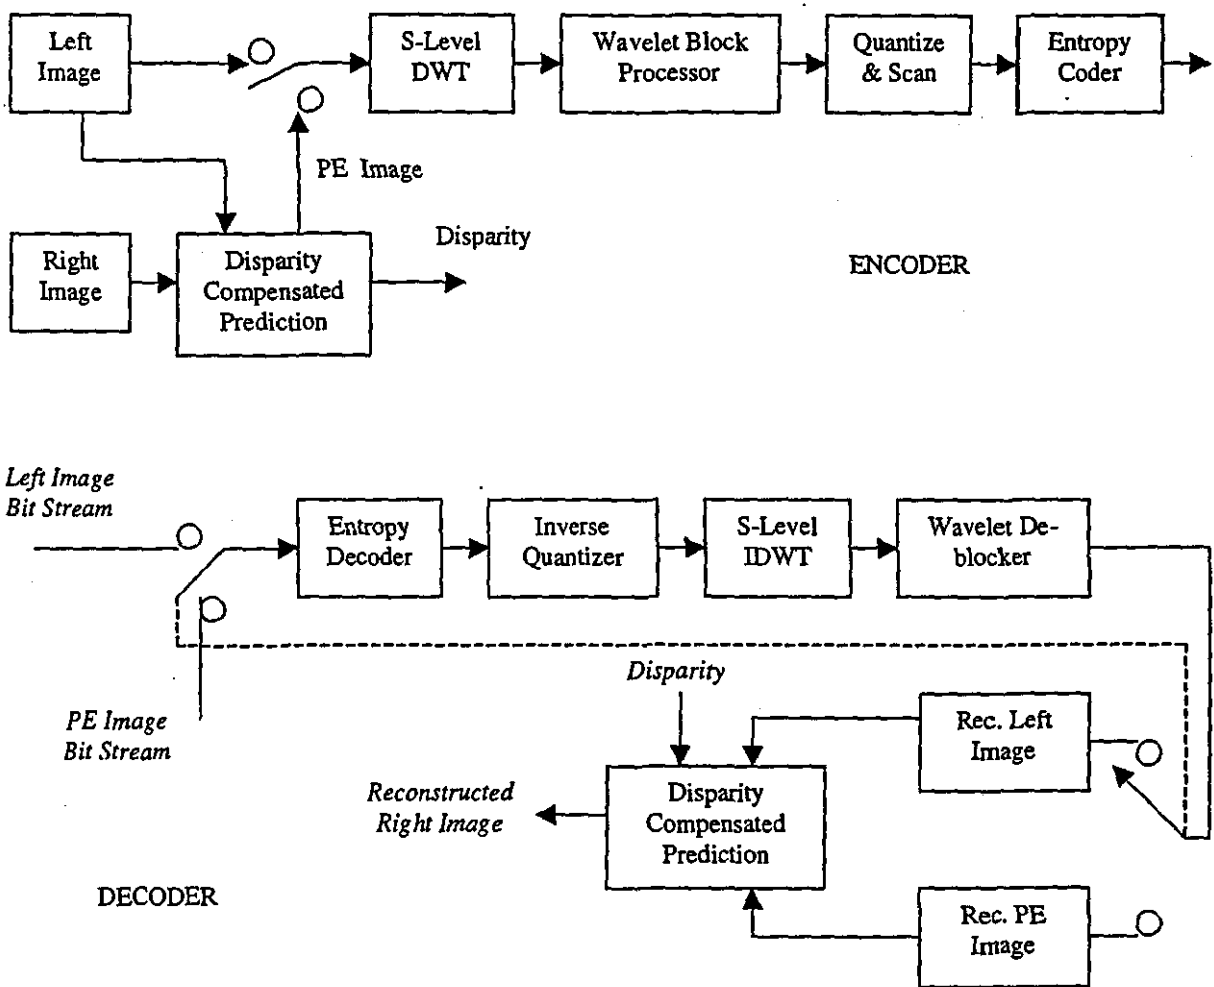 Left
Image
S-Level
DWT
Wavelet Block
Processor
Quantize
& Scan
Entropy
Coder
PE Image
Right
Image
Disparity
Compensated
Prediction
Disparity
ENCODER
Left Image
Bit Stream
Entropy
Decoder
Inverse
Quantizer
S-Level
IDWT
Wavelet De-
blocker
PE Image
Bit Stream
Disparity
Rec. Left
Image
Reconstructed
Right Image
Disparity
Compensated
Prediction
DECODER
Rec. PE
Image